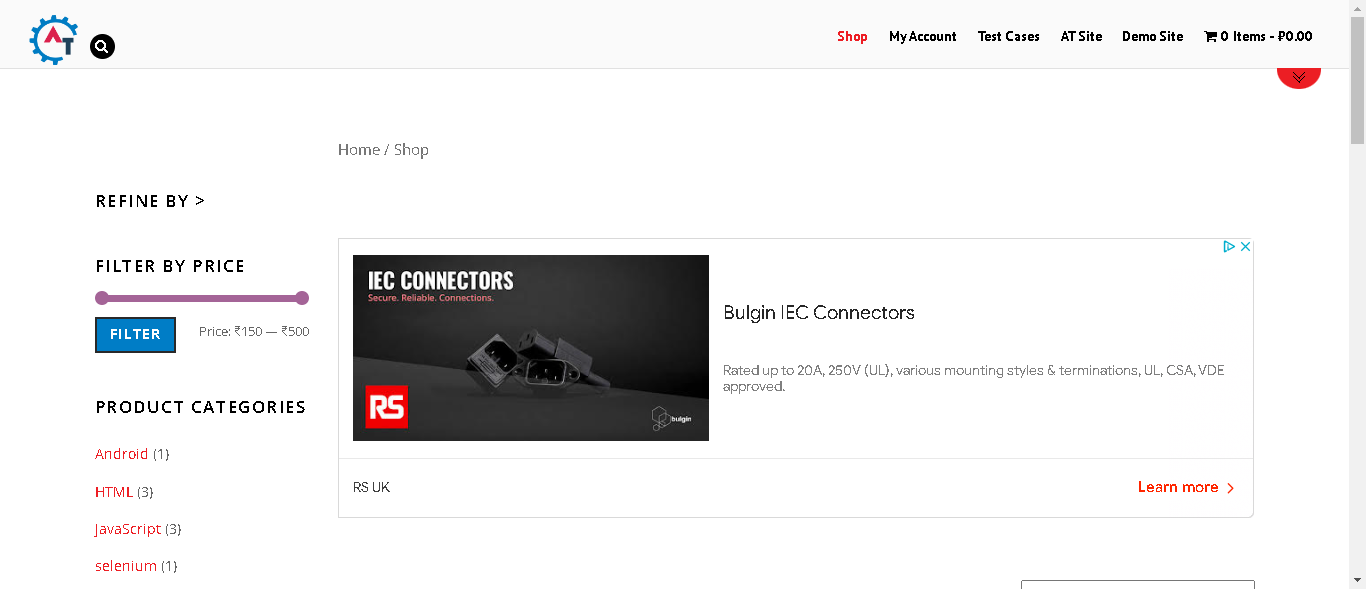 AT
Shop My Account Test Cases AT Site Demo Site 0 Items - ₽0.00
Home / Shop
REFINE BY >
FILTER BY PRICE
FILTER Price: ₹150 — ₹500
PRODUCT CATEGORIES
Android (1)
HTML (3)
JavaScript (3)
selenium (1)
IEC CONNECTORS
Secure. Reliable. Connections.
RS
bulgin
Bulgin IEC Connectors
Rated up to 20A, 250V (UL), various mounting styles & terminations, UL, CSA, VDE
approved.
RS UK
Learn more